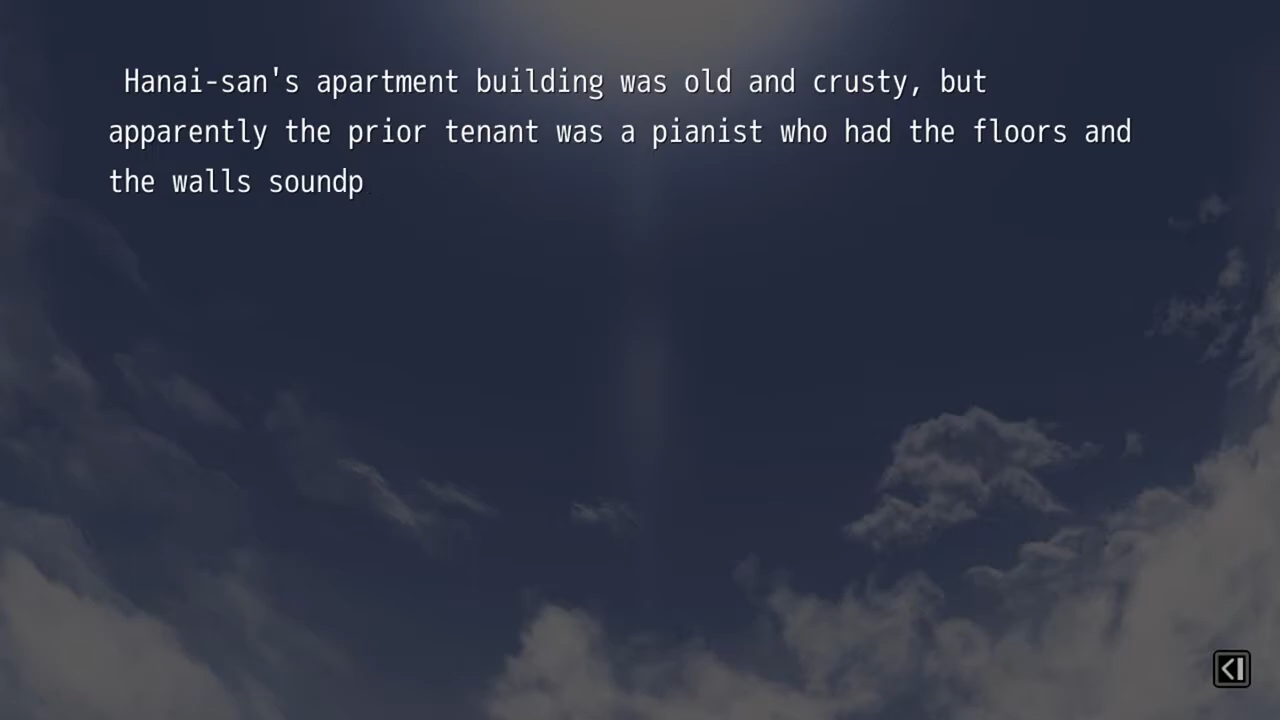 Hanai-san's apartment building was old and crusty, but
apparently the prior tenant was a pianist who had the floors and
the walls soundp